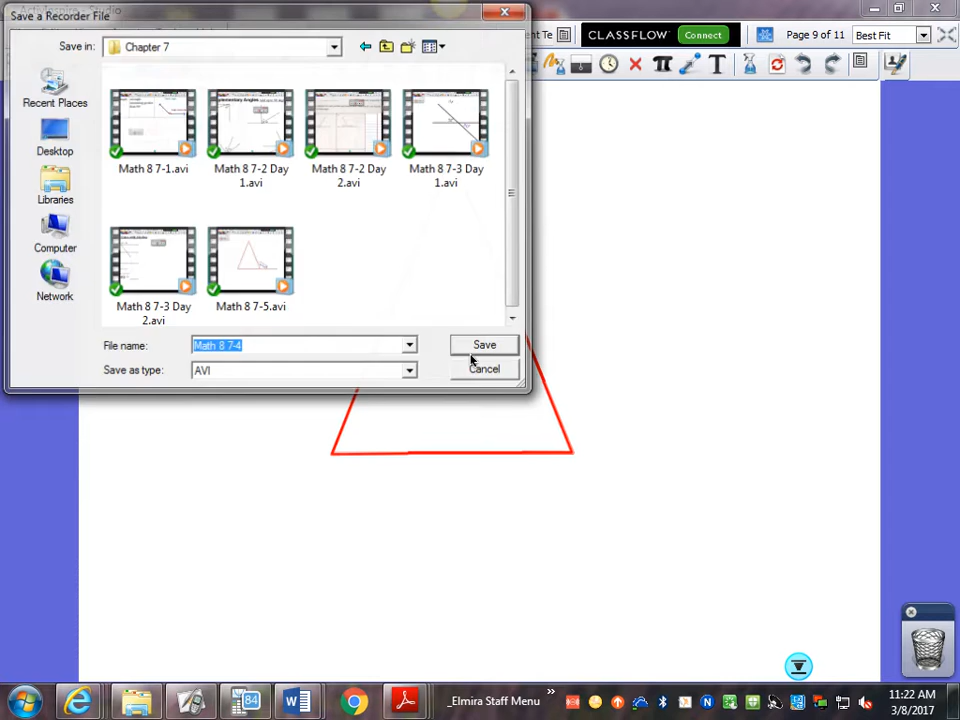 Save a Recorder File
Save in:
Chapter 7
CLASSFLOW
Connect
Page 9 of 11
Best Fit
Recent Places
Desktop
Libraries
Computer
Network
Math 8 7-1.avi
Math 8 7-2 Day
1.avi
Math 8 7-2 Day
2.avi
Math 8 7-3 Day
1.avi
Math 8 7-3 Day
2.avi
Math 8 7-5.avi
File name:
Math 8 7-4
Save
Save as type:
AVI
Cancel
84
_Elmira Staff Menu
11:22 AM
3/8/2017